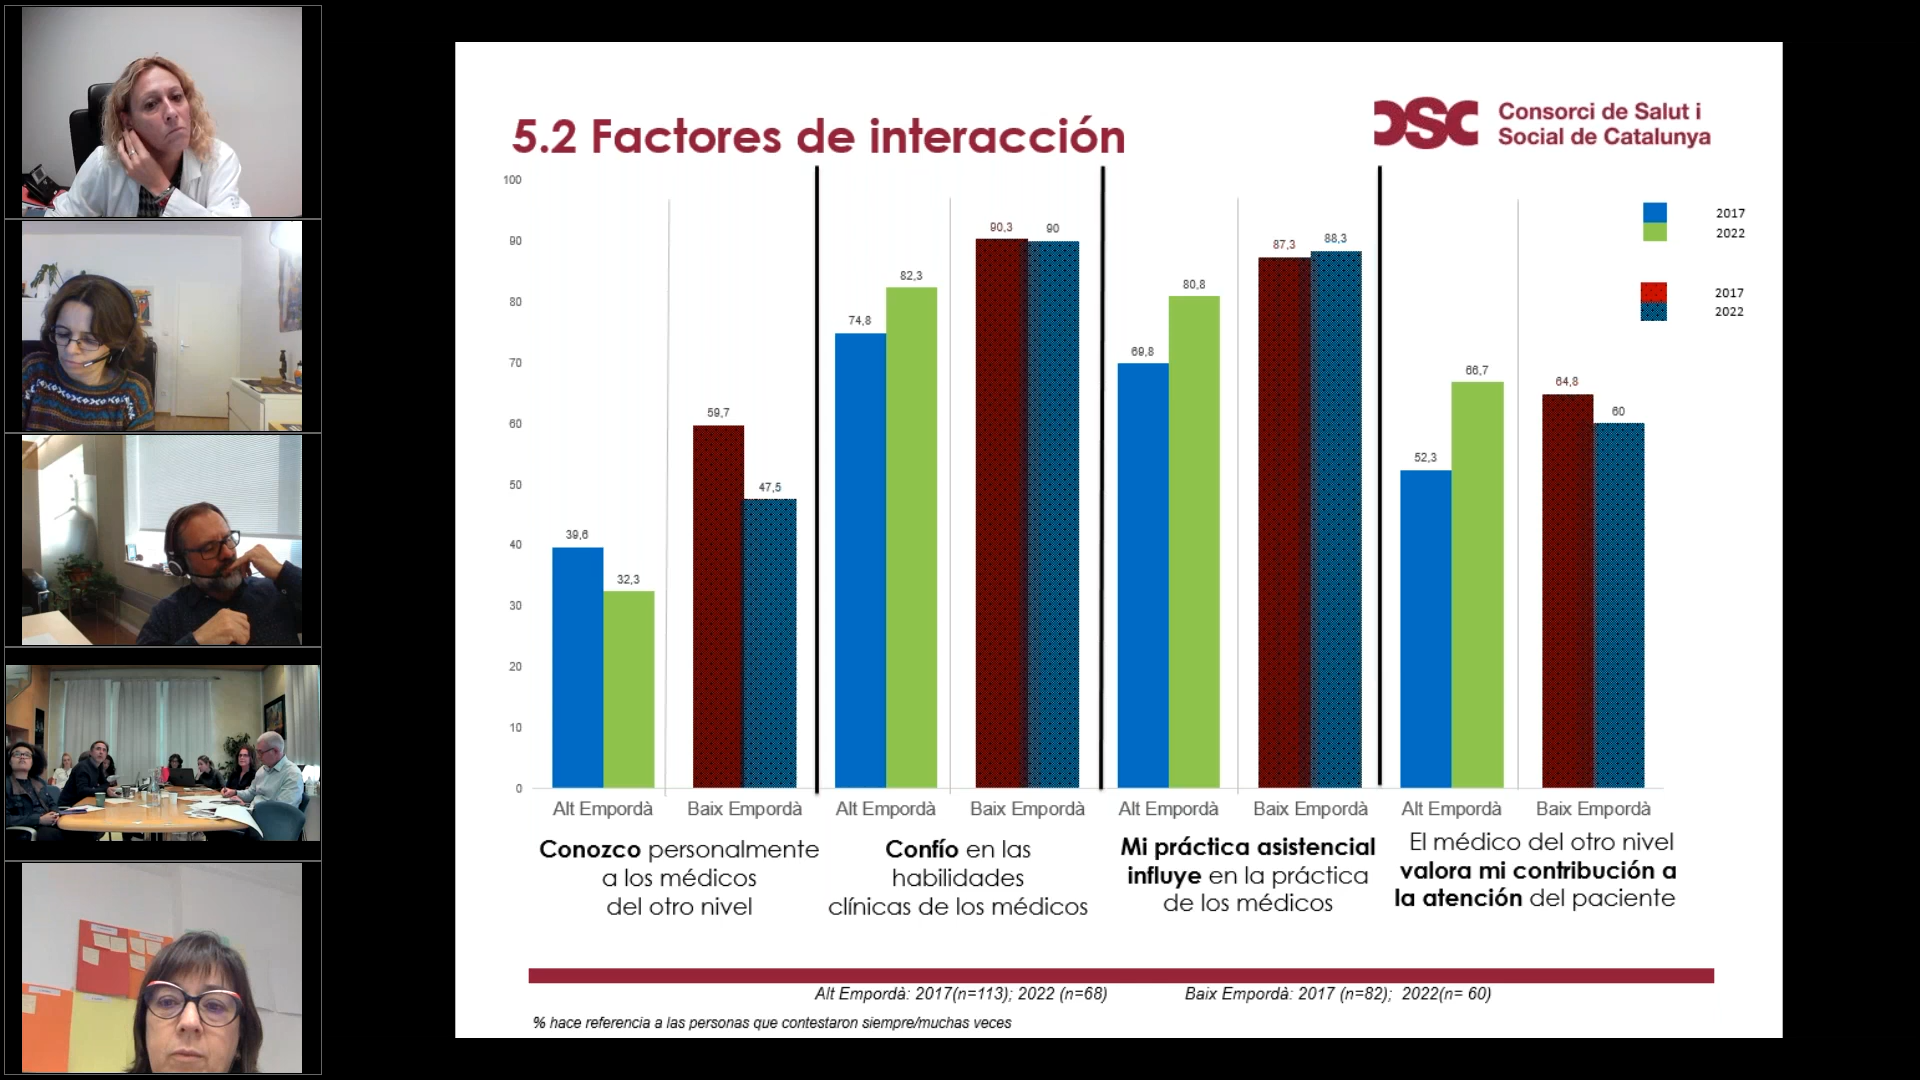 5.2 Factores de interacción
CSC
Consorci de Salut i
Social de Catalunya
100
90
80
70
60
50
40
30
20
10
0
39,6
32,3
59,7
47,5
74,8
82,3
90,3
90
69,8
80,8
87,3
88,3
52,3
66,7
64,8
60
2017
2022
2017
2022
Alt Empordà
Baix Empordà
Alt Empordà
Baix Empordà
Alt Empordà
Baix Empordà
Alt Empordà
Baix Empordà
Conozco personalmente
a los médicos
del otro nivel
Confío en las
habilidades
clínicas de los médicos
Mi práctica asistencial
influye en la práctica
de los médicos
El médico del otro nivel
valora mi contribución a
la atención del paciente
Alt Empordà: 2017(n=113); 2022 (n=68)
Baix Empordà: 2017 (n=82); 2022(n= 60)
% hace referencia a las personas que contestaron siempre/muchas veces